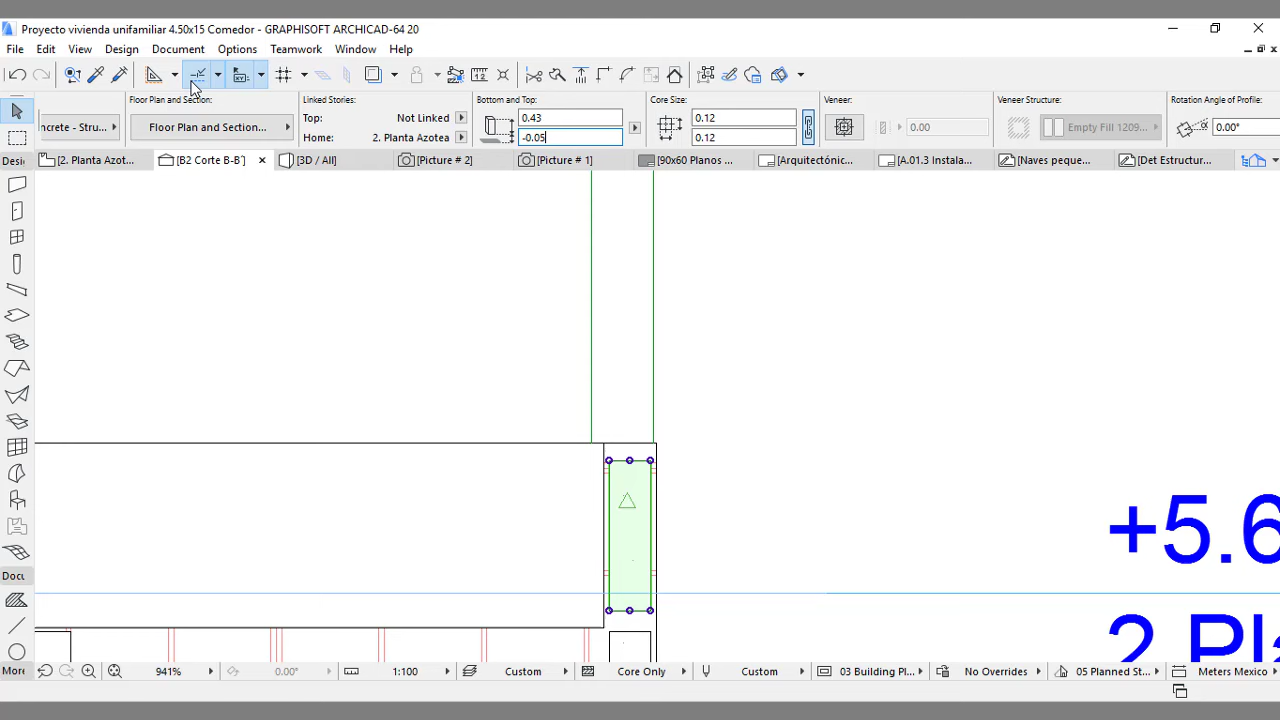 Proyecto vivienda unifamiliar 4.50x15 Comedor - GRAPHISOFT ARCHICAD-64 20
File Edit View Design Document Options Teamwork Window Help
Floor Plan and Section: Linked Stories: Bottom and Top: Core Size: Veneer: Veneer Structure: Rotation Angle of Profile:
Top: Not Linked 0.43 0.12
ncrete - Stru... Floor Plan and Section... 0.00 Empty Fill 1209... 0.00°
Home: 2. Planta Azotea -0.05 0.12
Desi [2. Planta Azot... [B2 Corte B-B'] [3D / All] [Picture # 2] [Picture # 1] [90x60 Planos ... [Arquitectónic... [A.01.3 Instala... [Naves peque... [Det Estructur...
+5.6
Docu
2 Pl
More 941% 0.00° 1:100 Custom Core Only Custom 03 Building Pl... No Overrides 05 Planned St... Meters Mexico